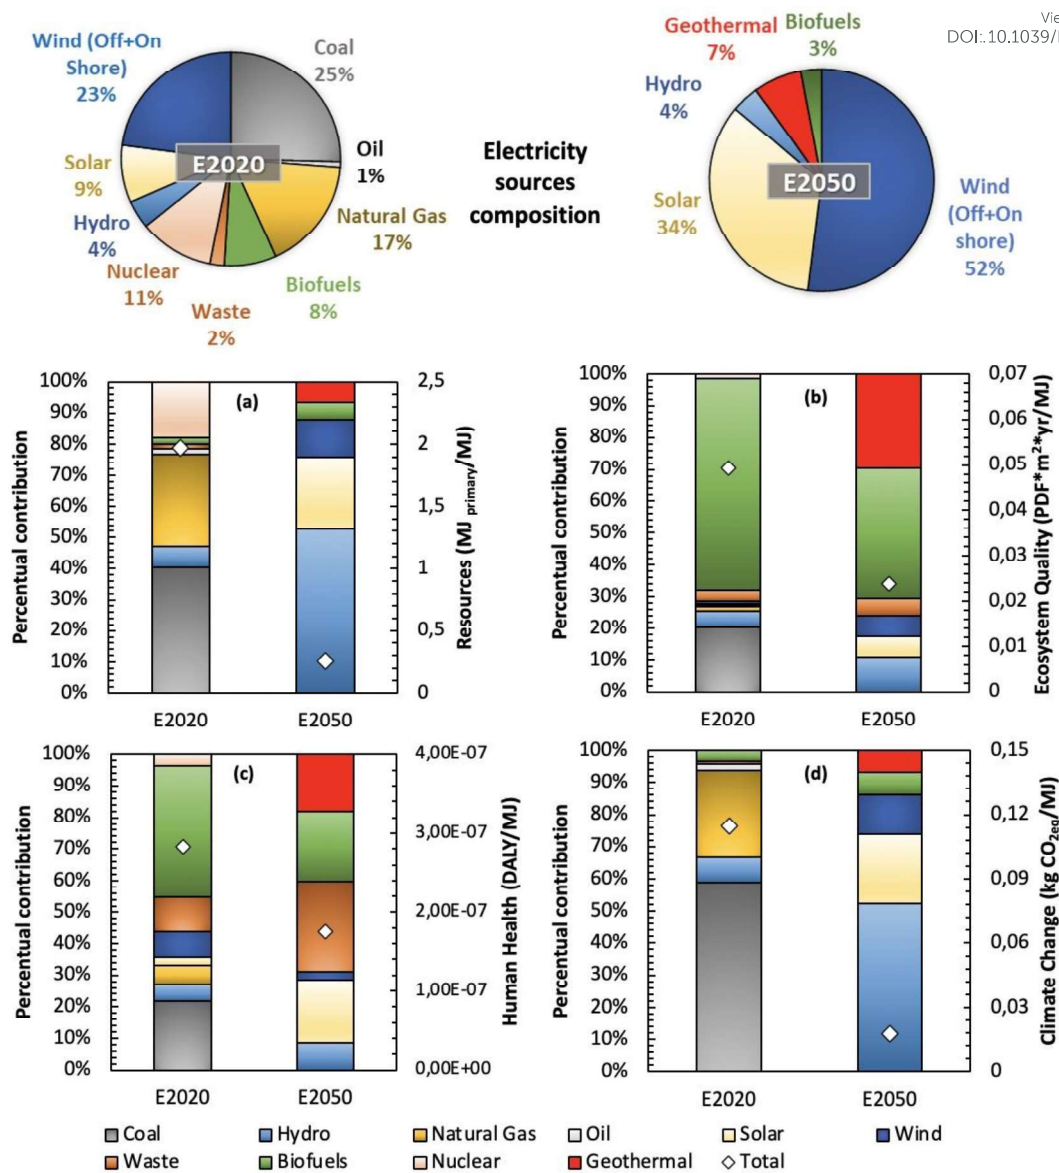 Vie
DOI:.10.1039/
Wind (Off+On
Shore)
23%
Coal
25%
Oil
1%
Natural Gas
17%
Biofuels
8%
Waste
2%
Nuclear
11%
Hydro
4%
Solar
9%
E2020
Electricity
sources
composition
Geothermal
7%
Biofuels
3%
Hydro
4%
Solar
34%
Wind
(Off+On
shore)
52%
E2050
(a)
Percentual contribution
100%
90%
80%
70%
60%
50%
40%
30%
20%
10%
0%
E2020
E2050
2,5
2
1,5
1
0,5
0
Resources (MJ primary/MJ)
(b)
Percentual contribution
100%
90%
80%
70%
60%
50%
40%
30%
20%
10%
0%
E2020
E2050
0,07
0,06
0,05
0,04
0,03
0,02
0,01
0
Ecosystem Quality (PDF*m²*yr/MJ)
(c)
Percentual contribution
100%
90%
80%
70%
60%
50%
40%
30%
20%
10%
0%
E2020
E2050
4,00E-07
3,00E-07
2,00E-07
1,00E-07
0,00E+00
Human Health (DALY/MJ)
(d)
Percentual contribution
100%
90%
80%
70%
60%
50%
40%
30%
20%
10%
0%
E2020
E2050
0,15
0,12
0,09
0,06
0,03
0
Climate Change (kg CO2eq/MJ)
Coal
Hydro
Natural Gas
Oil
Solar
Wind
Waste
Biofuels
Nuclear
Geothermal
Total